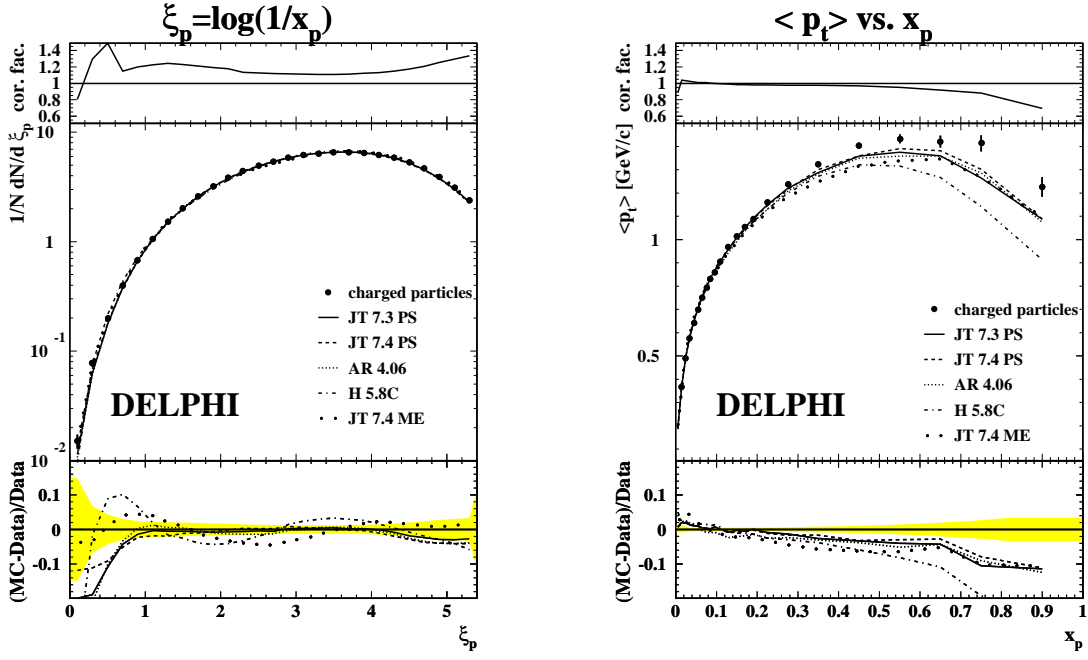 ξp=log(1/xp)
cor. fac.
1.4
1.2
1
0.8
0.6
1/N dN/d ξp
10
1
10 -1
10 -2
charged particles
JT 7.3 PS
JT 7.4 PS
AR 4.06
H 5.8C
JT 7.4 ME
DELPHI
(MC-Data)/Data
10
0.1
0
-0.1
0 1 2 3 4 5 6
ξp
< pt> vs. xp
cor. fac.
1.4
1.2
1
0.8
0.6
<pt> [GeV/c]
1
0.5
charged particles
JT 7.3 PS
JT 7.4 PS
AR 4.06
H 5.8C
JT 7.4 ME
DELPHI
(MC-Data)/Data
0.1
0
-0.1
0 0.1 0.2 0.3 0.4 0.5 0.6 0.7 0.8 0.9 1
xp